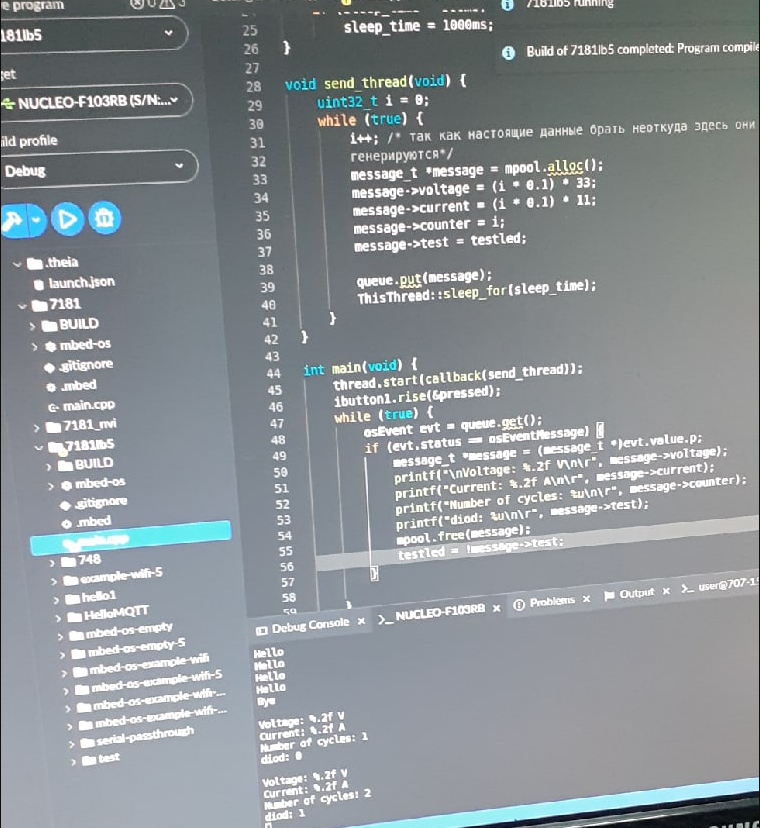 e program
181lb5
get
NUCLEO-F103RB (S/N:...
ild profile
Debug
.theia
launch.json
7181
BUILD
mbed-os
.gitignore
.mbed
main.cpp
7181_nvi
7181lb5
BUILD
mbed-os
.gitignore
.mbed
main.cpp
748
example-wifi-5
hello1
HelloMQTT
mbed-os-empty
mbed-os-empty-5
mbed-os-example-wifi
mbed-os-example-wifi-5
mbed-os-example-wifi-...
mbed-os-example-wifi-...
serial-passthrough
test
7181lb5 running
Build of 7181lb5 completed: Program compile
25 sleep_time = 1000ms;
26 }
27
28 void send_thread(void) {
29 uint32_t i = 0;
30 while (true) {
31 i++; /* так как настоящие данные брать неоткуда здесь они
32 генерируются*/
33 message_t *message = mpool.alloc();
34 message->voltage = (i * 0.1) * 33;
35 message->current = (i * 0.1) * 11;
36 message->counter = i;
37 message->test = testled;
38
39 queue.put(message);
40 ThisThread::sleep_for(sleep_time);
41 }
42 }
43
44 int main(void) {
45 thread.start(callback(send_thread));
46 ibutton1.rise(&pressed);
47 while (true) {
48 osEvent evt = queue.get();
49 if (evt.status == osEventMessage) {
50 message_t *message = (message_t *)evt.value.p;
51 printf("\nVoltage: %.2f V\n\r", message->voltage);
52 printf("Current: %.2f A\n\r", message->current);
53 printf("Number of cycles: %u\n\r", message->counter);
54 printf("diod: %u\n\r", message->test);
55 mpool.free(message);
56 testled = !message->test;
57 }
58
59 }
Debug Console × >_ NUCLEO-F103RB × Problems × Output × >_ user@707-1
Hello
Hello
Hello
Hello
Bye
Voltage: %.2f V
Current: %.2f A
Number of cycles: 1
diod: 0
Voltage: %.2f V
Current: %.2f A
Number of cycles: 2
diod: 1